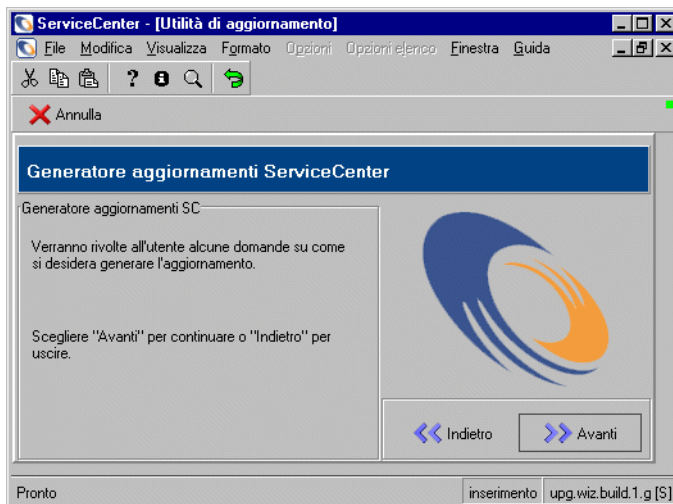 ServiceCenter - [Utilità di aggiornamento]
File Modifica Visualizza Formato Opzioni Opzioni elenco Finestra Guida
Annulla
Generatore aggiornamenti ServiceCenter
Generatore aggiornamenti SC
Verranno rivolte all'utente alcune domande su come
si desidera generare l'aggiornamento.
Scegliere "Avanti" per continuare o "Indietro" per
uscire.
Indietro Avanti
Pronto inserimento upg.wiz.build.1.g [S]